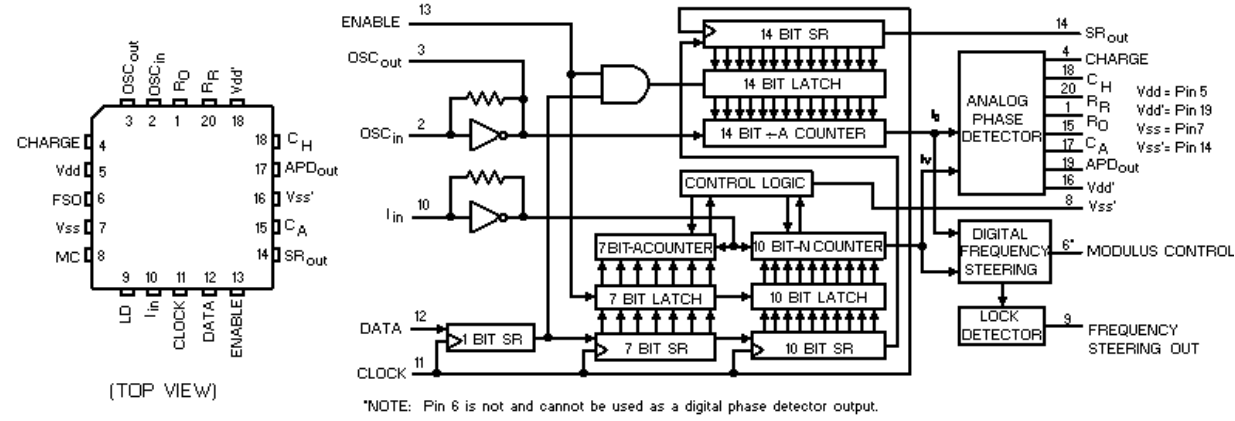 OSCout
OSCin
RO
RR
Vdd'
3
2
1
20
18
CHARGE
4
Vdd
5
FSO
6
Vss
7
MC
8
18
CH
17
APDout
16
Vss'
15
CA
14
SRout
9
10
11
12
13
LD
Iin
CLOCK
DATA
ENABLE
(TOP VIEW)
ENABLE
13
OSCout
3
OSCin
2
Iin
10
DATA
12
CLOCK
11
14 BIT SR
14 BIT LATCH
14 BIT ÷A COUNTER
CONTROL LOGIC
7 BIT-ACOUNTER
10 BIT-N COUNTER
7 BIT LATCH
10 BIT LATCH
1 BIT SR
7 BIT SR
10 BIT SR
IV
ANALOG
PHASE
DETECTOR
DIGITAL
FREQUENCY
STEERING
LOCK
DETECTOR
14
SRout
4
CHARGE
18
CH
20
RR
1
RO
15
CA
17
APDout
19
Vdd'
16
Vss'
8
Vdd = Pin 5
Vdd' = Pin 19
Vss = Pin7
Vss' = Pin 14
6*
MODULUS CONTROL
9
FREQUENCY
STEERING OUT
*NOTE: Pin 6 is not and cannot be used as a digital phase detector output.